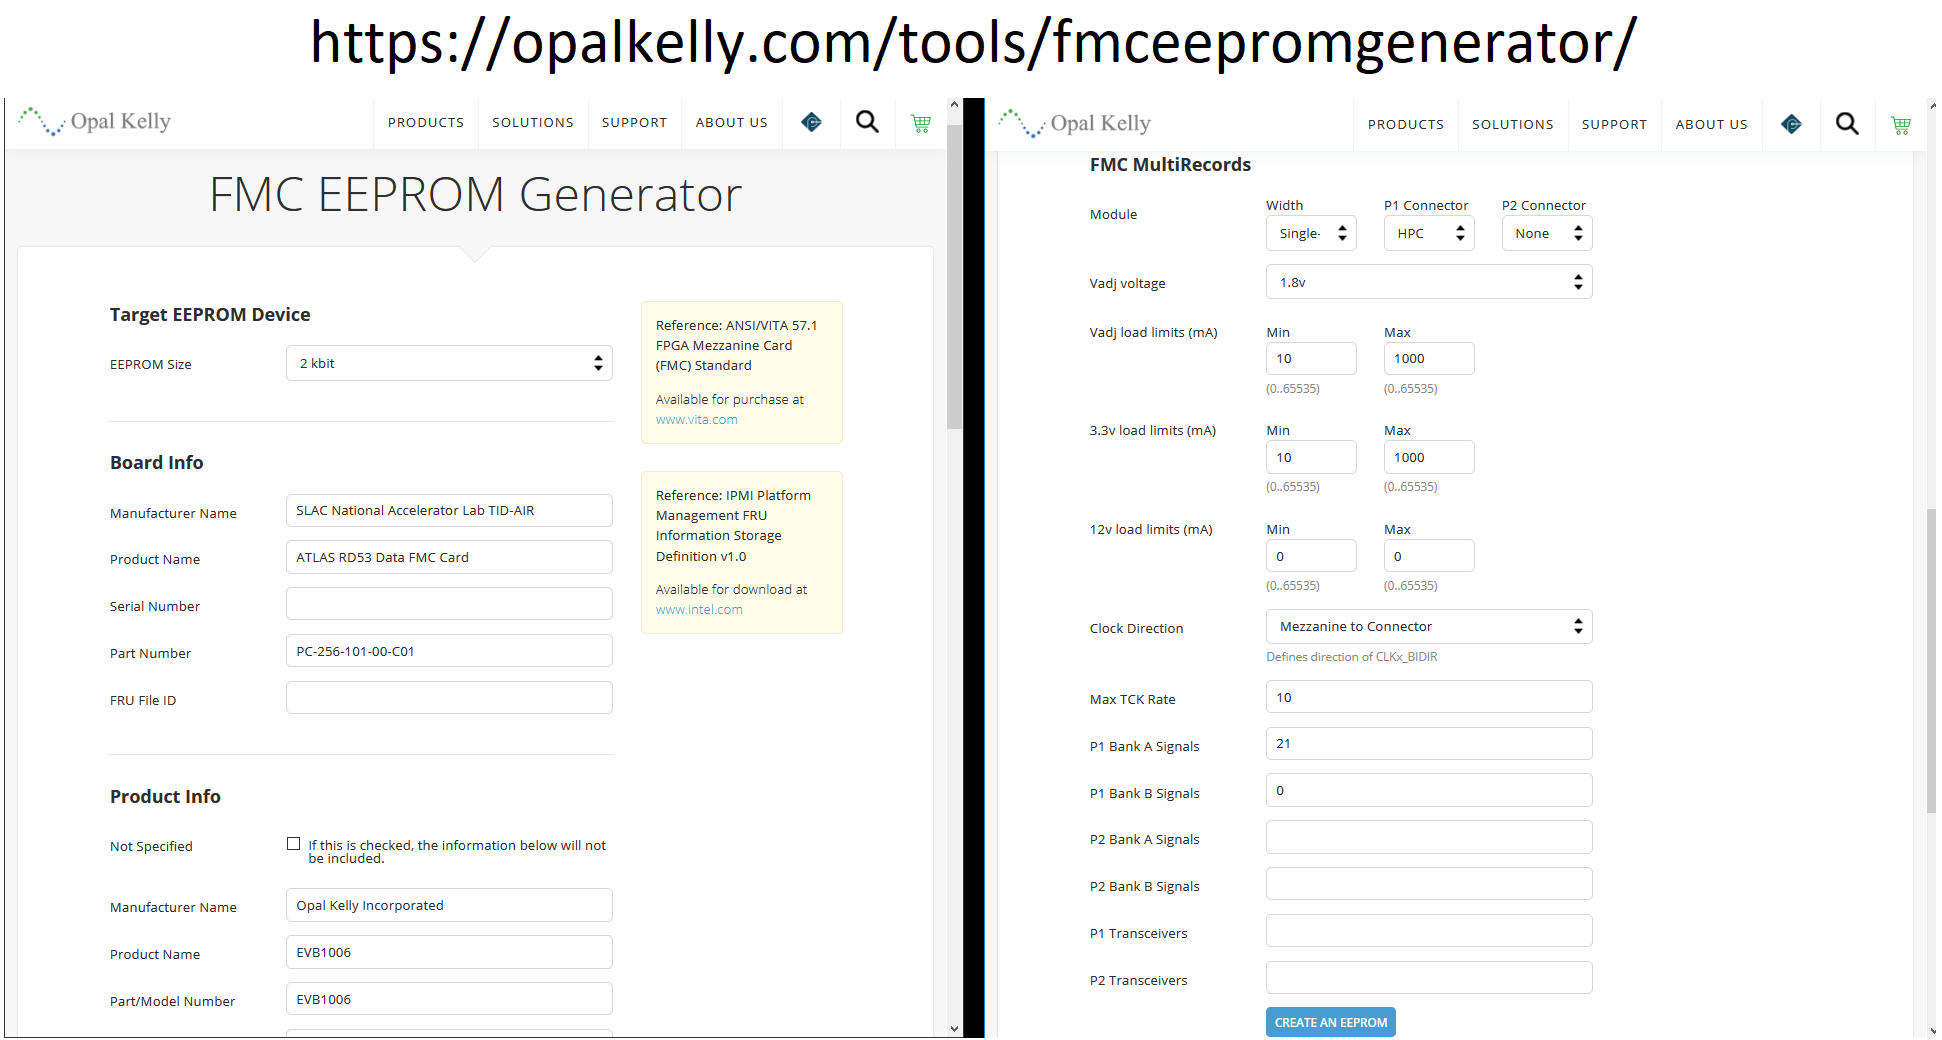 https://opalkelly.com/tools/fmceepromgenerator/
Opal Kelly
PRODUCTS SOLUTIONS SUPPORT ABOUT US
FMC EEPROM Generator
Target EEPROM Device
EEPROM Size 2 kbit
Board Info
Manufacturer Name SLAC National Accelerator Lab TID-AIR
Product Name ATLAS RD53 Data FMC Card
Serial Number
Part Number PC-256-101-00-C01
FRU File ID
Product Info
Not Specified If this is checked, the information below will not
be included.
Manufacturer Name Opal Kelly Incorporated
Product Name EVB1006
Part/Model Number EVB1006
Reference: ANSI/VITA 57.1
FPGA Mezzanine Card
(FMC) Standard
Available for purchase at
www.vita.com
Reference: IPMI Platform
Management FRU
Information Storage
Definition v1.0
Available for download at
www.intel.com
Opal Kelly
PRODUCTS SOLUTIONS SUPPORT ABOUT US
FMC MultiRecords
Width P1 Connector P2 Connector
Module Single- HPC None
Vadj voltage 1.8v
Vadj load limits (mA) Min Max
10 1000
(0..65535) (0..65535)
3.3v load limits (mA) Min Max
10 1000
(0..65535) (0..65535)
12v load limits (mA) Min Max
0 0
(0..65535) (0..65535)
Clock Direction Mezzanine to Connector
Defines direction of CLKx_BIDIR
Max TCK Rate 10
P1 Bank A Signals 21
P1 Bank B Signals 0
P2 Bank A Signals
P2 Bank B Signals
P1 Transceivers
P2 Transceivers
CREATE AN EEPROM